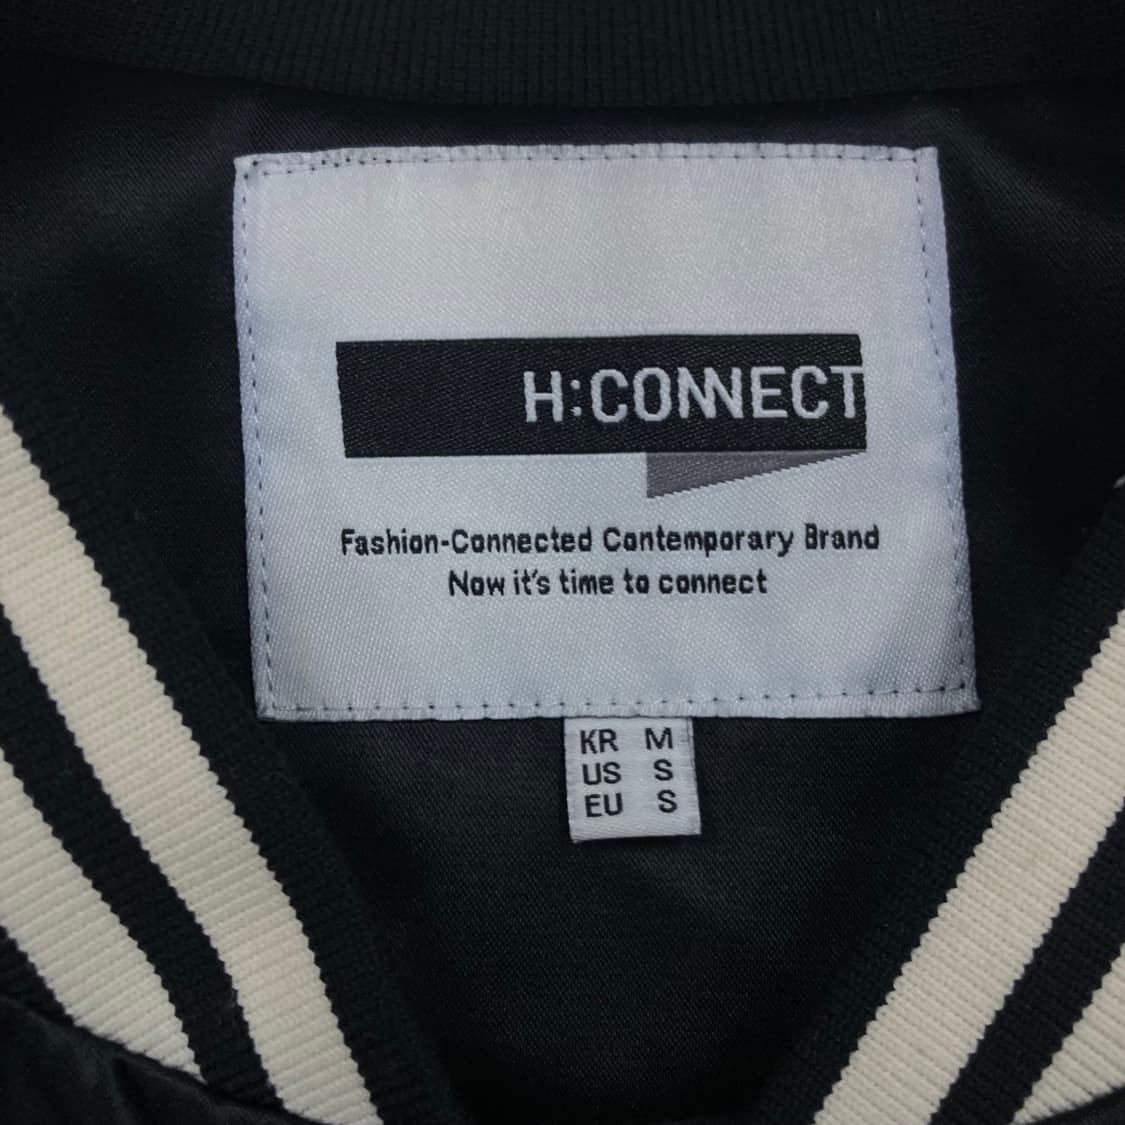 H:CONNECT
Fashion-Connected Contemporary Brand
Now it's time to connect
KR M
US S
EU S